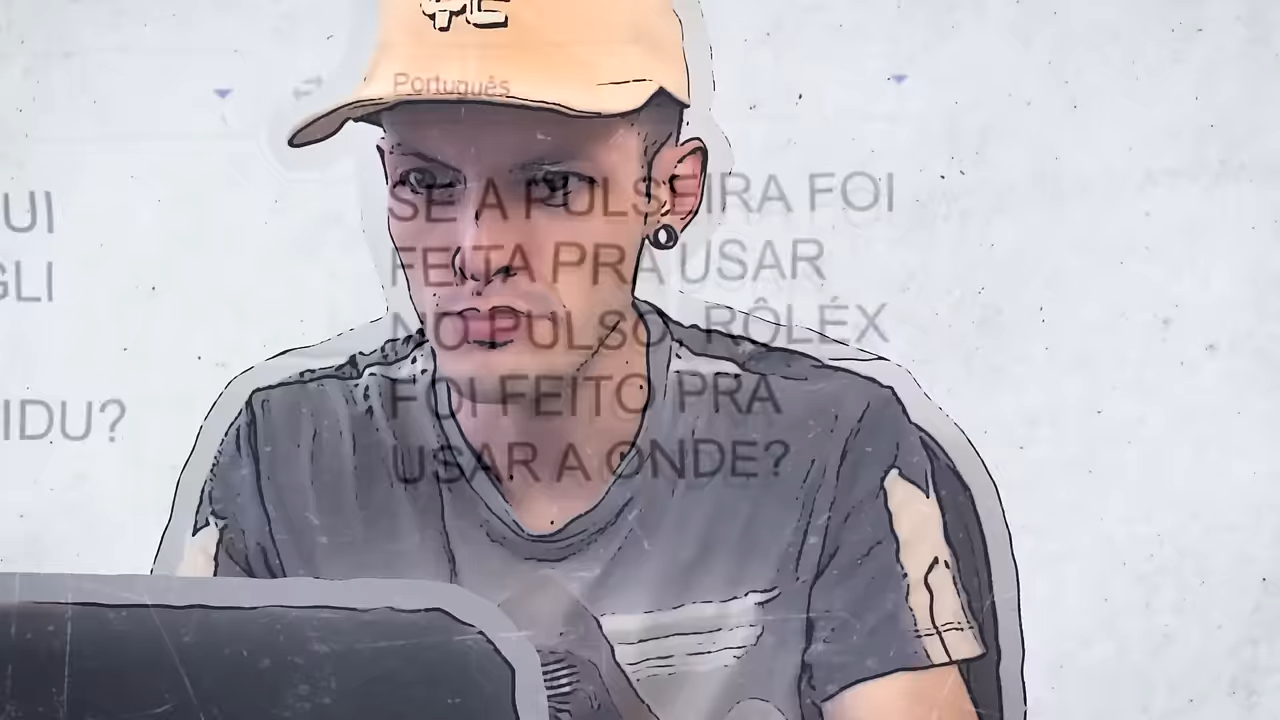 Português
UI
SE A PULSEIRA FOI
GLI
FEITA PRA USAR
NO PULSO, RÔLÉX
FOI FEITO PRA
IDU?
USAR A ONDE?